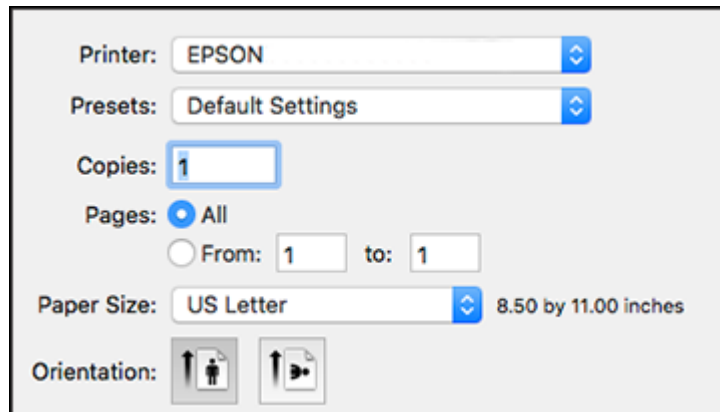 Printer: EPSON
Presets: Default Settings
Copies: 1
Pages: All
From: 1 to: 1
Paper Size: US Letter 8.50 by 11.00 inches
Orientation: